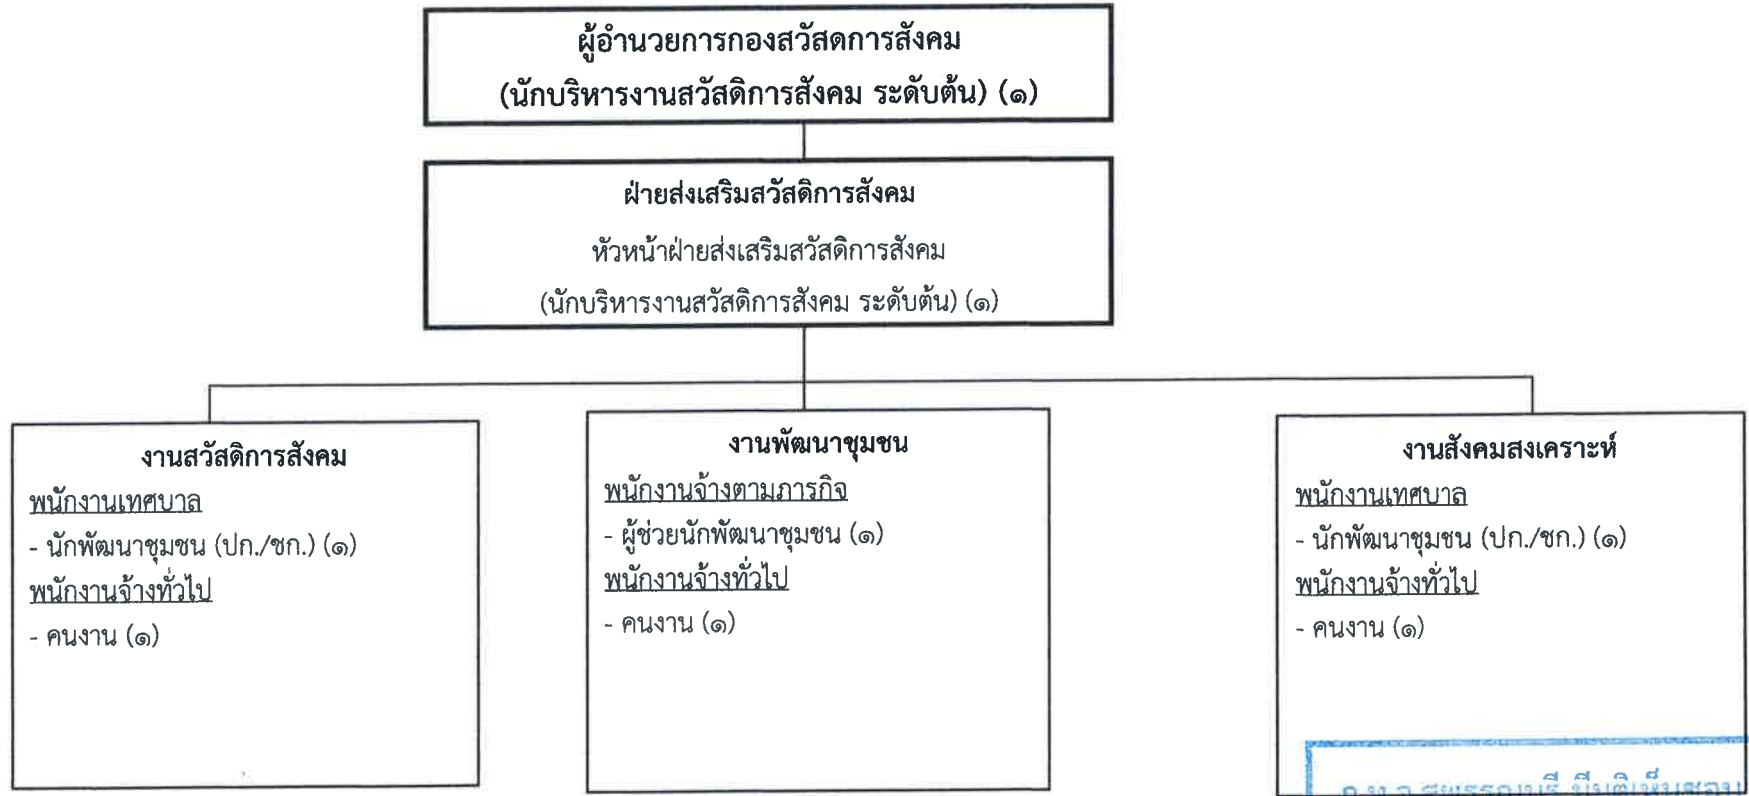 ผู้อำนวยการกองสวัสดการสังคม
(นักบริหารงานสวัสดิการสังคม ระดับต้น) (๑)
ฝ่ายส่งเสริมสวัสดิการสังคม
หัวหน้าฝ่ายส่งเสริมสวัสดิการสังคม
(นักบริหารงานสวัสดิการสังคม ระดับต้น) (๑)
งานสวัสดิการสังคม
พนักงานเทศบาล
- นักพัฒนาชุมชน (ปก./ชก.) (๑)
พนักงานจ้างทั่วไป
- คนงาน (๑)
งานพัฒนาชุมชน
พนักงานจ้างตามภารกิจ
- ผู้ช่วยนักพัฒนาชุมชน (๑)
พนักงานจ้างทั่วไป
- คนงาน (๑)
งานสังคมสงเคราะห์
พนักงานเทศบาล
- นักพัฒนาชุมชน (ปก./ชก.) (๑)
พนักงานจ้างทั่วไป
- คนงาน (๑)